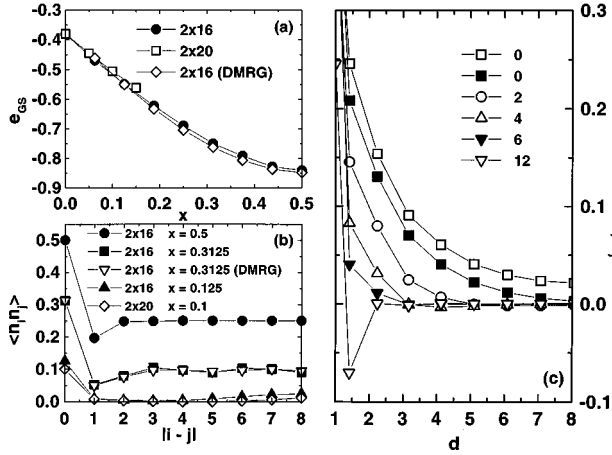 (a)
2x16
2x20
2x16 (DMRG)
-0.3
-0.4
-0.5
-0.6
-0.7
-0.8
-0.9
e_GS
0.0 0.1 0.2 0.3 0.4 0.5
x
(b)
2x16 x = 0.5
2x16 x = 0.3125
2x16 x = 0.3125 (DMRG)
2x16 x = 0.125
2x20 x = 0.1
0.5
0.4
0.3
0.2
0.1
0.0
<n_i n_j>
0 1 2 3 4 5 6 7 8
|i - j|
0
0
2
4
6
12
0.3
0.2
0.1
0.0
-0.1
(c)
1 2 3 4 5 6 7 8
d